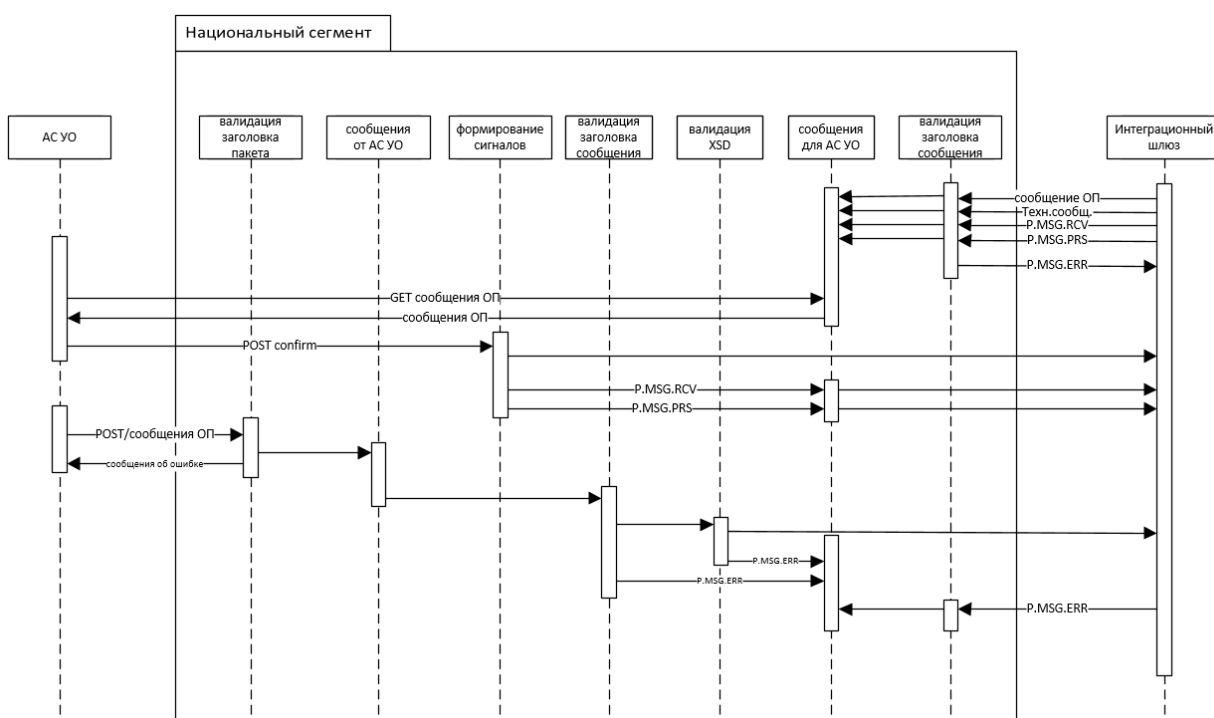 Национальный сегмент
АС УО
валидация
заголовка
пакета
сообщения
от АС УО
формирование
сигналов
валидация
заголовка
сообщения
валидация
XSD
сообщения
для АС УО
валидация
заголовка
сообщения
Интеграционный
шлюз
сообщение ОП
Техн.сообщ.
P.MSG.RCV
P.MSG.PRS
P.MSG.ERR
GET сообщения ОП
сообщения ОП
POST confirm
P.MSG.RCV
P.MSG.PRS
POST/сообщения ОП
сообщения об ошибке
P.MSG.ERR
P.MSG.ERR
P.MSG.ERR